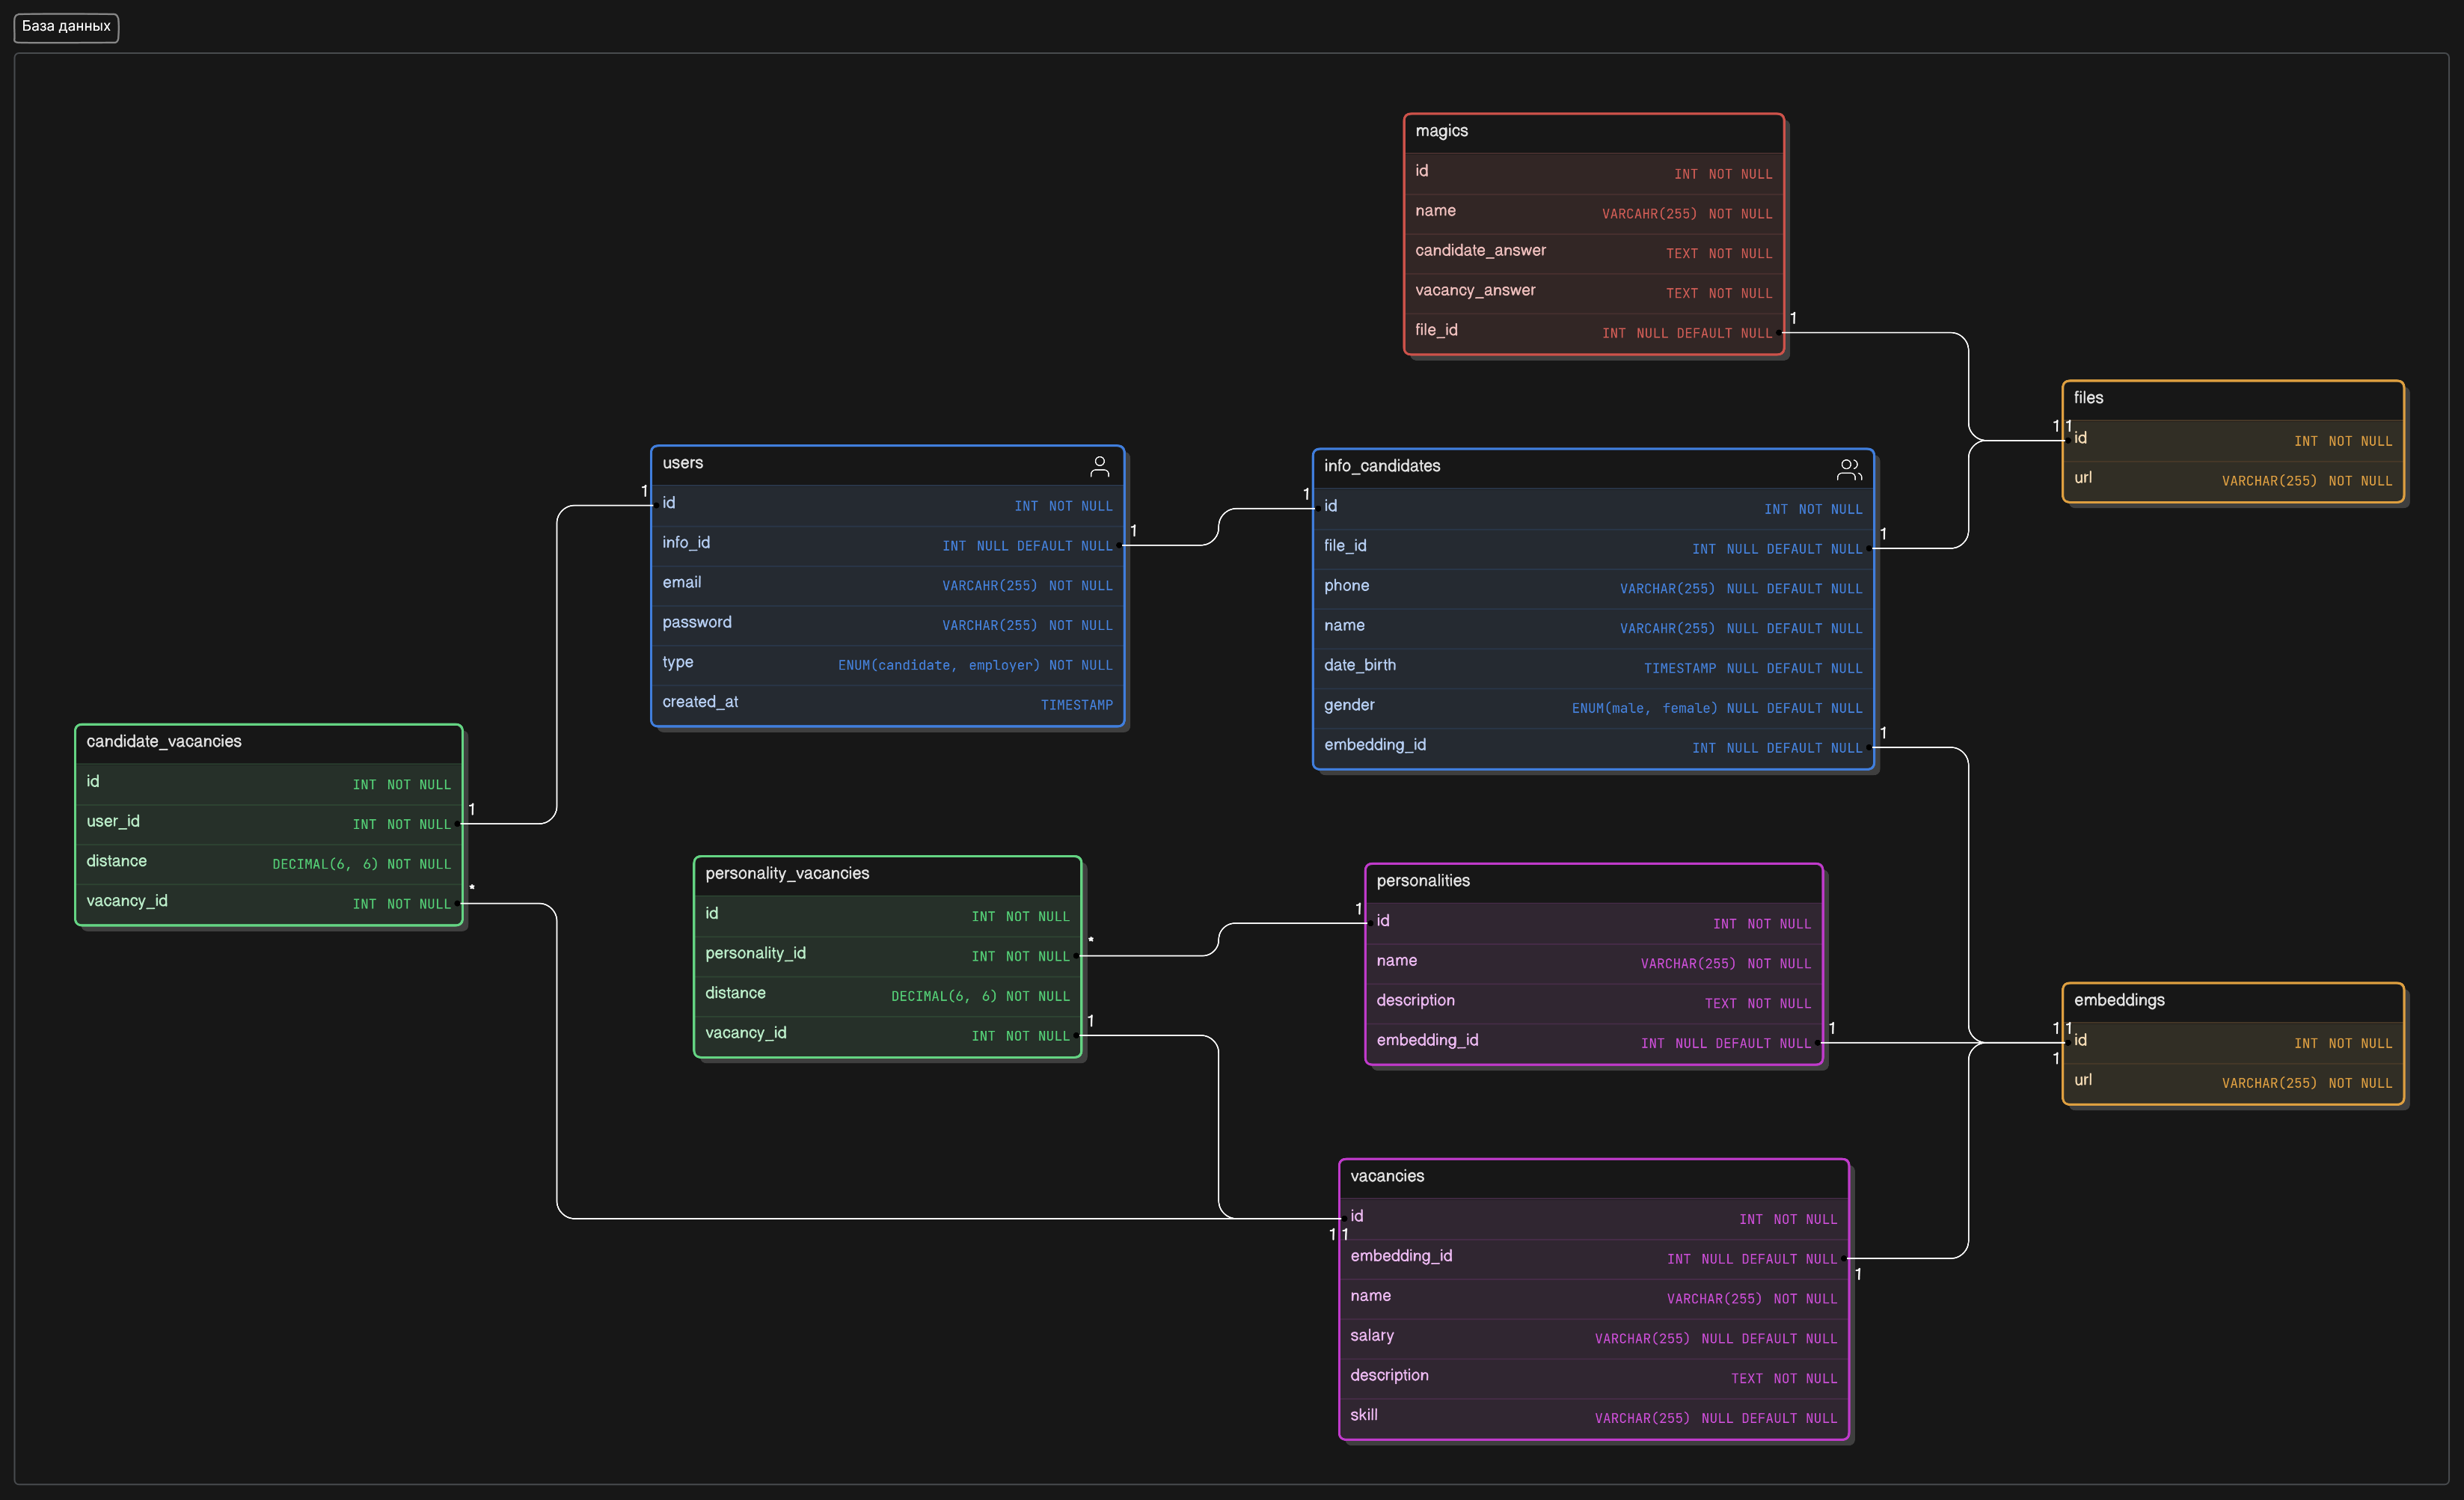 База данных
magics
id INT NOT NULL
name VARCAHR(255) NOT NULL
candidate_answer TEXT NOT NULL
vacancy_answer TEXT NOT NULL
file_id INT NULL DEFAULT NULL
1
files
1 1
id INT NOT NULL
url VARCHAR(255) NOT NULL
users
1
id INT NOT NULL
info_id INT NULL DEFAULT NULL
1
email VARCAHR(255) NOT NULL
password VARCHAR(255) NOT NULL
type ENUM(candidate, employer) NOT NULL
created_at TIMESTAMP
info_candidates
1
id INT NOT NULL
file_id INT NULL DEFAULT NULL
1
phone VARCHAR(255) NULL DEFAULT NULL
name VARCAHR(255) NULL DEFAULT NULL
date_birth TIMESTAMP NULL DEFAULT NULL
gender ENUM(male, female) NULL DEFAULT NULL
embedding_id INT NULL DEFAULT NULL
1
candidate_vacancies
id INT NOT NULL
user_id INT NOT NULL
1
distance DECIMAL(6, 6) NOT NULL
vacancy_id INT NOT NULL
*
personality_vacancies
id INT NOT NULL
personality_id INT NOT NULL
*
distance DECIMAL(6, 6) NOT NULL
vacancy_id INT NOT NULL
1
personalities
1
id INT NOT NULL
name VARCHAR(255) NOT NULL
description TEXT NOT NULL
embedding_id INT NULL DEFAULT NULL
1
embeddings
1 1
id INT NOT NULL
1
url VARCHAR(255) NOT NULL
vacancies
id INT NOT NULL
1 1
embedding_id INT NULL DEFAULT NULL
1
name VARCHAR(255) NOT NULL
salary VARCHAR(255) NULL DEFAULT NULL
description TEXT NOT NULL
skill VARCHAR(255) NULL DEFAULT NULL